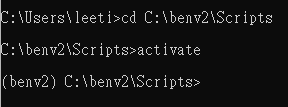 C:\Users\leeti>cd C:\benv2\Scripts
C:\benv2\Scripts>activate
(benv2) C:\benv2\Scripts>